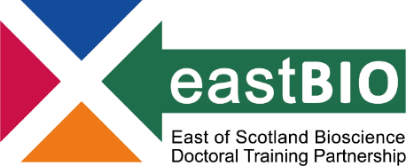 eastBIO
East of Scotland Bioscience
Doctoral Training Partnership